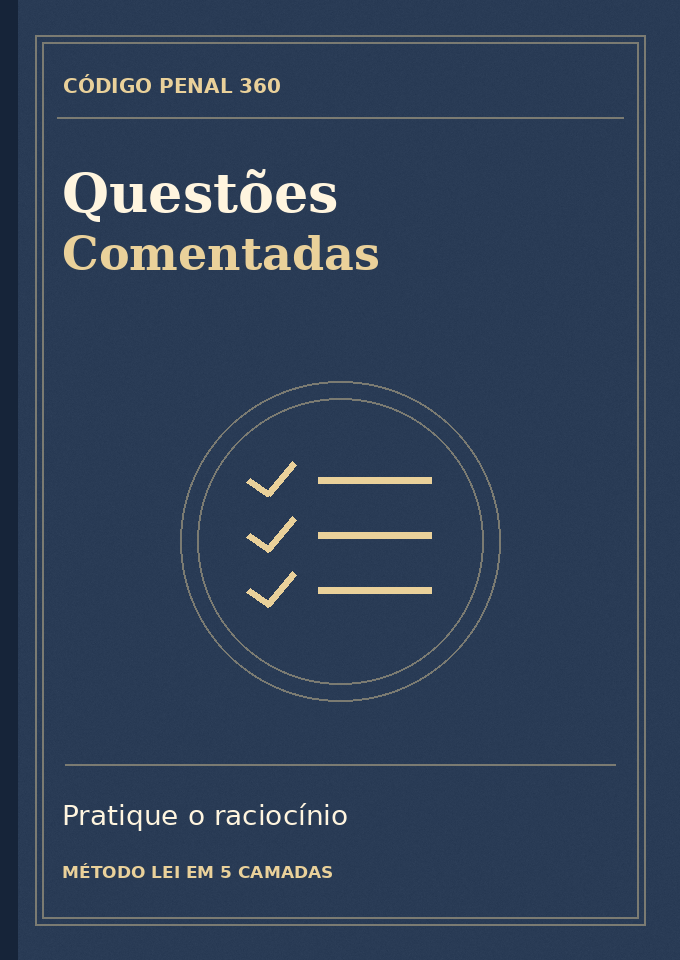 CÓDIGO PENAL 360
Questões
Comentadas
Pratique o raciocínio
MÉTODO LEI EM 5 CAMADAS